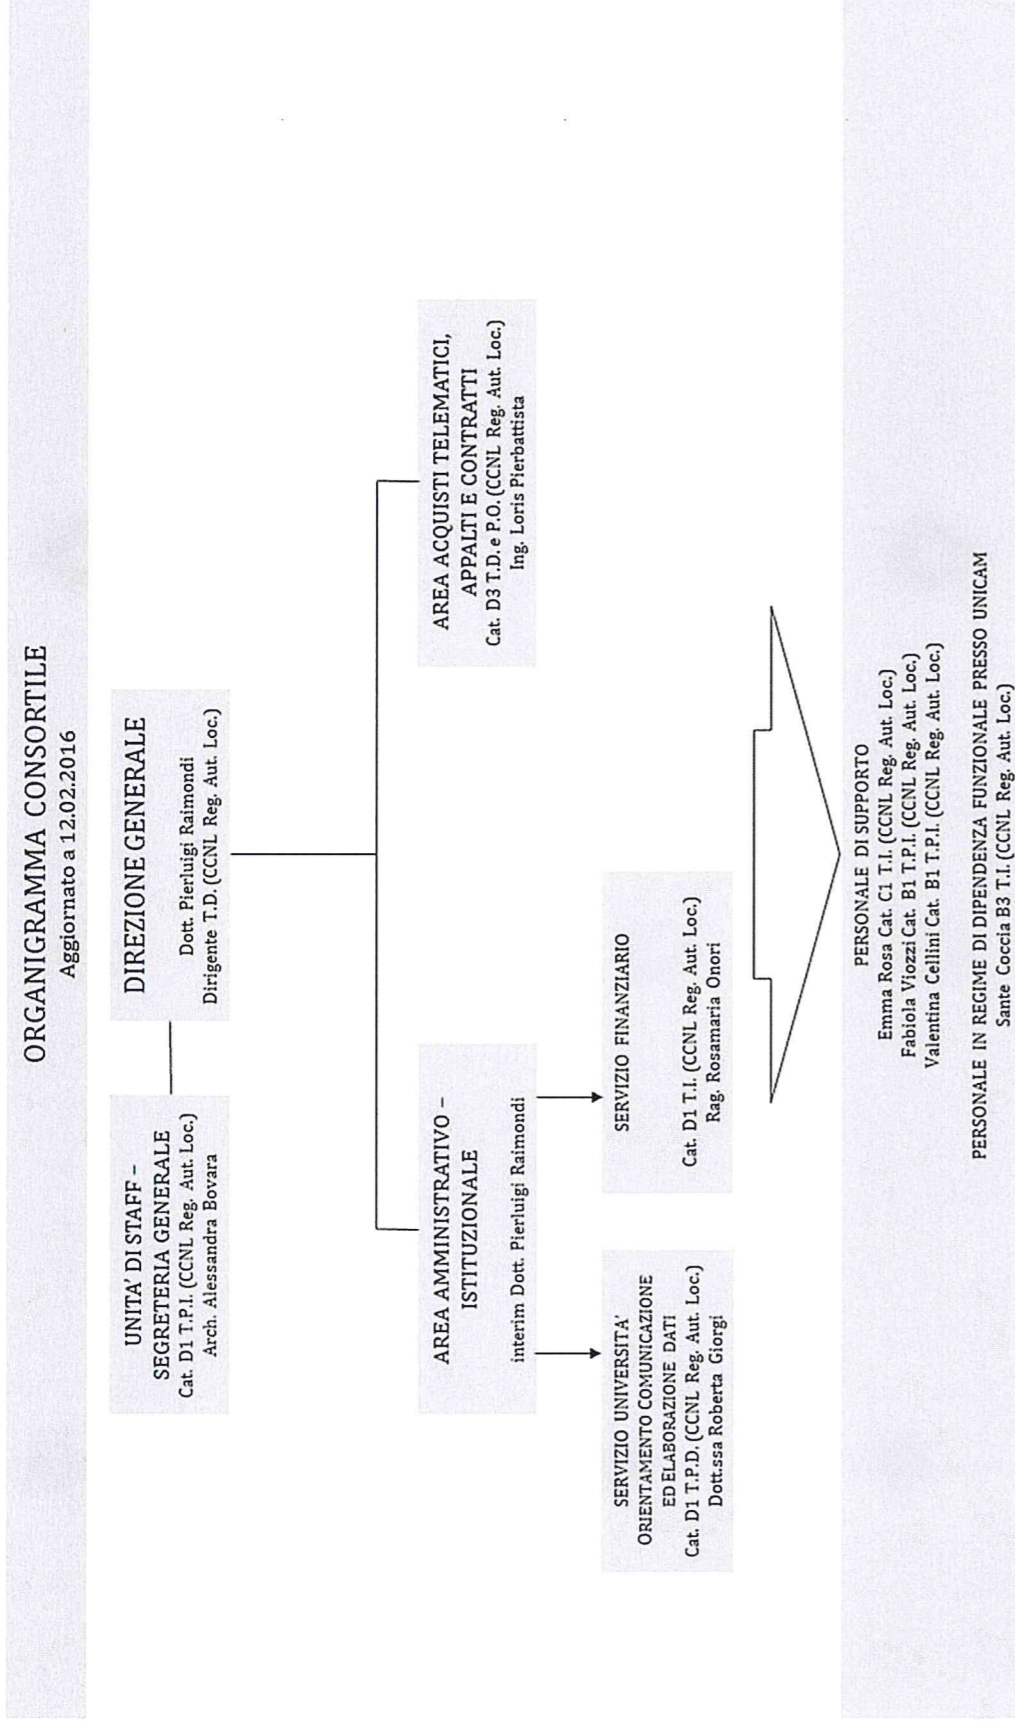 ORGANIGRAMMA CONSORTILE
Aggiornato a 12.02.2016
UNITA' DI STAFF –
SEGRETERIA GENERALE
Cat. D1 T.P.I. (CCNL Reg. Aut. Loc.)
Arch. Alessandra Bovara
DIREZIONE GENERALE
Dott. Pierluigi Raimondi
Dirigente T.D. (CCNL Reg. Aut. Loc.)
AREA AMMINISTRATIVO –
ISTITUZIONALE
interim Dott. Pierluigi Raimondi
AREA ACQUISTI TELEMATICI,
APPALTI E CONTRATTI
Cat. D3 T.D. e P.O. (CCNL Reg. Aut. Loc.)
Ing. Loris Pierbattista
SERVIZIO UNIVERSITA'
ORIENTAMENTO COMUNICAZIONE
ED ELABORAZIONE DATI
Cat. D1 T.P.D. (CCNL Reg. Aut. Loc.)
Dott.ssa Roberta Giorgi
SERVIZIO FINANZIARIO
Cat. D1 T.I. (CCNL Reg. Aut. Loc.)
Rag. Rosamaria Onori
PERSONALE DI SUPPORTO
Emma Rosa Cat. C1 T.I. (CCNL Reg. Aut. Loc.)
Fabiola Viozzi Cat. B1 T.P.I. (CCNL Reg. Aut. Loc.)
Valentina Cellini Cat. B1 T.P.I. (CCNL Reg. Aut. Loc.)
PERSONALE IN REGIME DI DIPENDENZA FUNZIONALE PRESSO UNICAM
Sante Coccia B3 T.I. (CCNL Reg. Aut. Loc.)